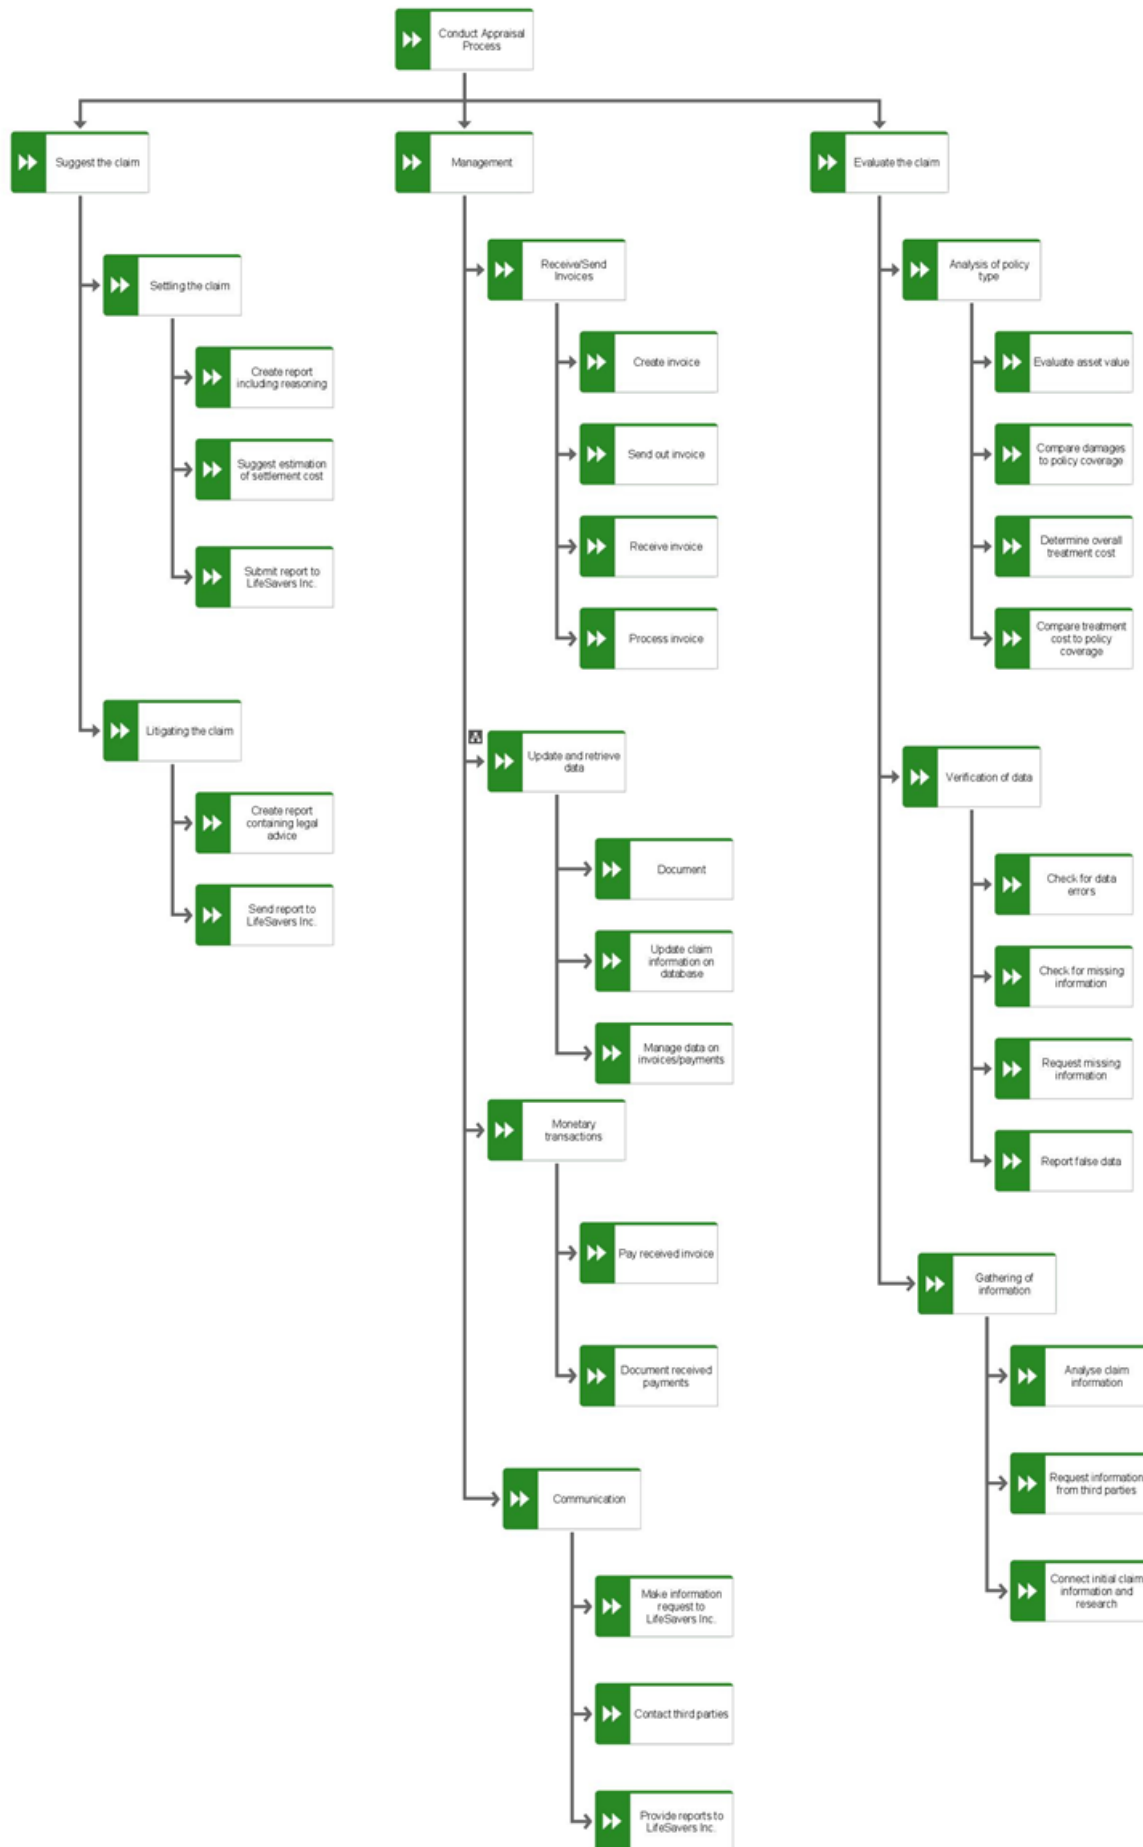 Conduct Appraisal
Process
Suggest the claim
Management
Evaluate the claim
Settling the claim
Create report
including reasoning
Suggest estimation
of settlement cost
Submit report to
LifeSavers Inc.
Litigating the claim
Create report
containing legal
advice
Send report to
LifeSavers Inc.
Receive/Send
Invoices
Create invoice
Send out invoice
Receive invoice
Process invoice
Update and retrieve
data
Document
Update claim
information on
database
Manage data on
invoices/payments
Monetary
transactions
Pay received invoice
Document received
payments
Communication
Make information
request to
LifeSavers Inc.
Contact third parties
Provide reports to
LifeSavers Inc.
Analysis of policy
type
Evaluate asset value
Compare damages
to policy coverage
Determine overall
treatment cost
Compare treatment
cost to policy
coverage
Verification of data
Check for data
errors
Check for missing
information
Request missing
information
Report false data
Gathering of
information
Analyse claim
information
Request information
from third parties
Connect initial claim
information and
research